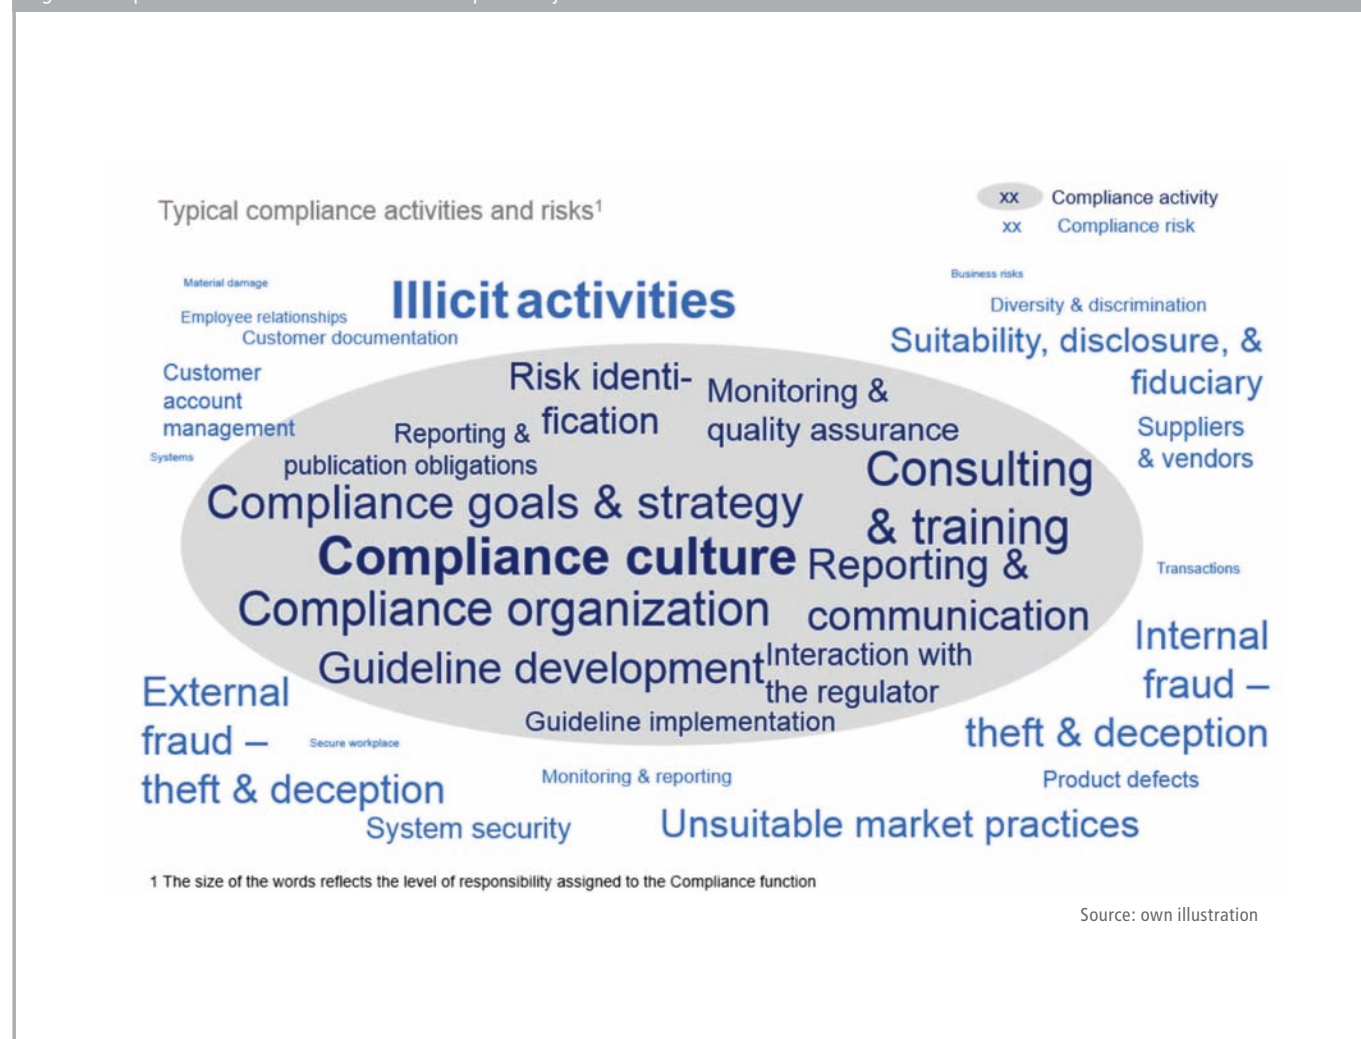 Typical compliance activities and risks¹
xx Compliance activity
xx Compliance risk
Material damage
Illicit activities
Business risks
Employee relationships
Diversity & discrimination
Customer documentation
Suitability, disclosure, &
fiduciary
Customer
account
management
Suppliers
& vendors
Systems
Risk identi-
fication
Monitoring &
quality assurance
Reporting &
publication obligations
Consulting
& training
Compliance goals & strategy
Compliance culture
Reporting &
communication
Compliance organization
Transactions
Guideline development
Interaction with
the regulator
Guideline implementation
Internal
fraud –
theft & deception
External
fraud –
theft & deception
Secure workplace
Monitoring & reporting
Product defects
System security
Unsuitable market practices
1 The size of the words reflects the level of responsibility assigned to the Compliance function
Source: own illustration